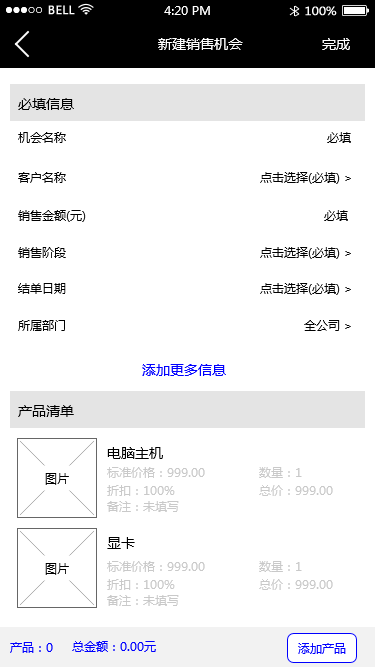 BELL 4:20 PM 100%
新建销售机会 完成
必填信息
机会名称 必填
客户名称 点击选择(必填) >
销售金额(元) 必填
销售阶段 点击选择(必填) >
结单日期 点击选择(必填) >
所属部门 全公司 >
添加更多信息
产品清单
图片
电脑主机
标准价格：999.00 数量：1
折扣：100% 总价：999.00
备注：未填写
图片
显卡
标准价格：999.00 数量：1
折扣：100% 总价：999.00
备注：未填写
产品：0 总金额：0.00元 添加产品